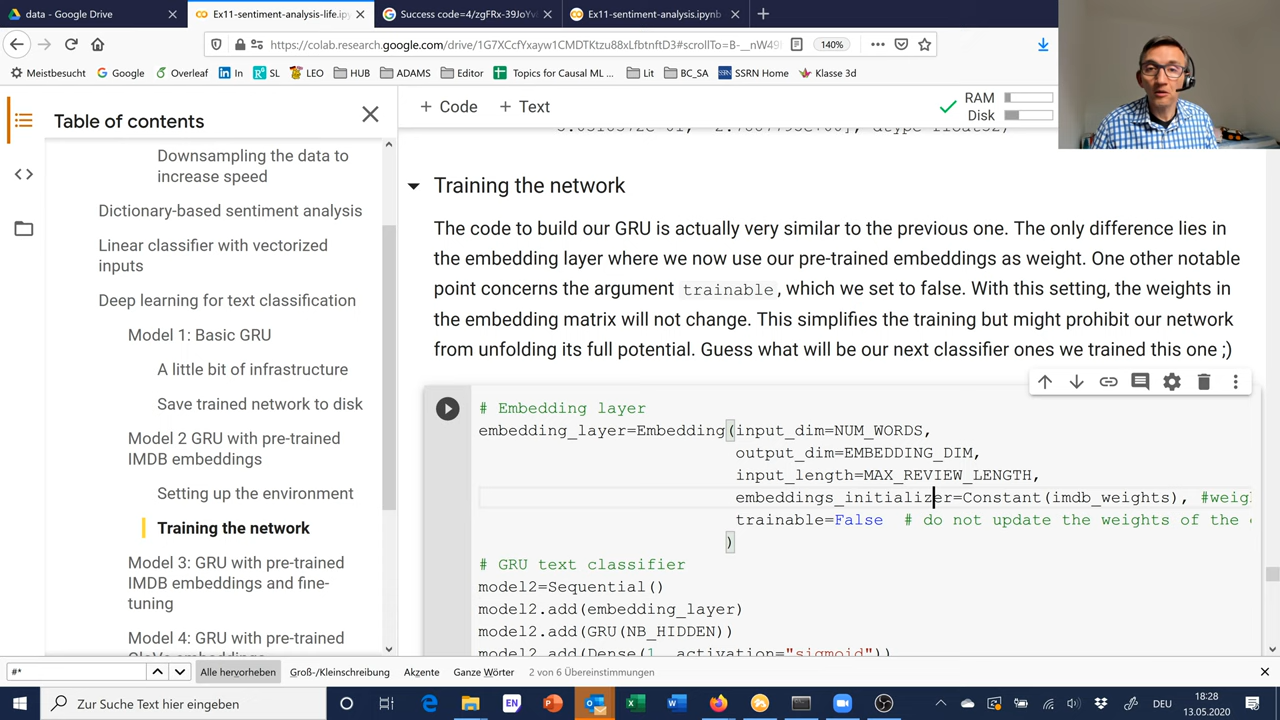 data - Google Drive
Ex11-sentiment-analysis-life.ipy
Success code=4/zgFRx-39JoYv
Ex11-sentiment-analysis.ipynb
https://colab.research.google.com/drive/1G7XCcfYxayw1CMDTKtzu88xLfbtnftD3#scrollTo=B-__nW49
140%
Meistbesucht
Google
Overleaf
In
SL
LEO
HUB
ADAMS
Editor
Topics for Causal ML ...
Lit
BC_SA
SSRN Home
Klasse 3d
Table of contents
Downsampling the data to
increase speed
Dictionary-based sentiment analysis
Linear classifier with vectorized
inputs
Deep learning for text classification
Model 1: Basic GRU
A little bit of infrastructure
Save trained network to disk
Model 2 GRU with pre-trained
IMDB embeddings
Setting up the environment
Training the network
Model 3: GRU with pre-trained
IMDB embeddings and fine-
tuning
Model 4: GRU with pre-trained
+ Code + Text
RAM
Disk
Training the network
The code to build our GRU is actually very similar to the previous one. The only difference lies in
the embedding layer where we now use our pre-trained embeddings as weight. One other notable
point concerns the argument trainable, which we set to false. With this setting, the weights in
the embedding matrix will not change. This simplifies the training but might prohibit our network
from unfolding its full potential. Guess what will be our next classifier ones we trained this one ;)
# Embedding layer
embedding_layer=Embedding(input_dim=NUM_WORDS,
output_dim=EMBEDDING_DIM,
input_length=MAX_REVIEW_LENGTH,
embeddings_initializer=Constant(imdb_weights), #weig
trainable=False # do not update the weights of the
)
# GRU text classifier
model2=Sequential()
model2.add(embedding_layer)
model2.add(GRU(NB_HIDDEN))
model2.add(Dense(1, activation="sigmoid"))
#*
Alle hervorheben
Groß-/Kleinschreibung
Akzente
Ganze Wörter
2 von 6 Übereinstimmungen
Zur Suche Text hier eingeben
EN
DEU
18:28
13.05.2020